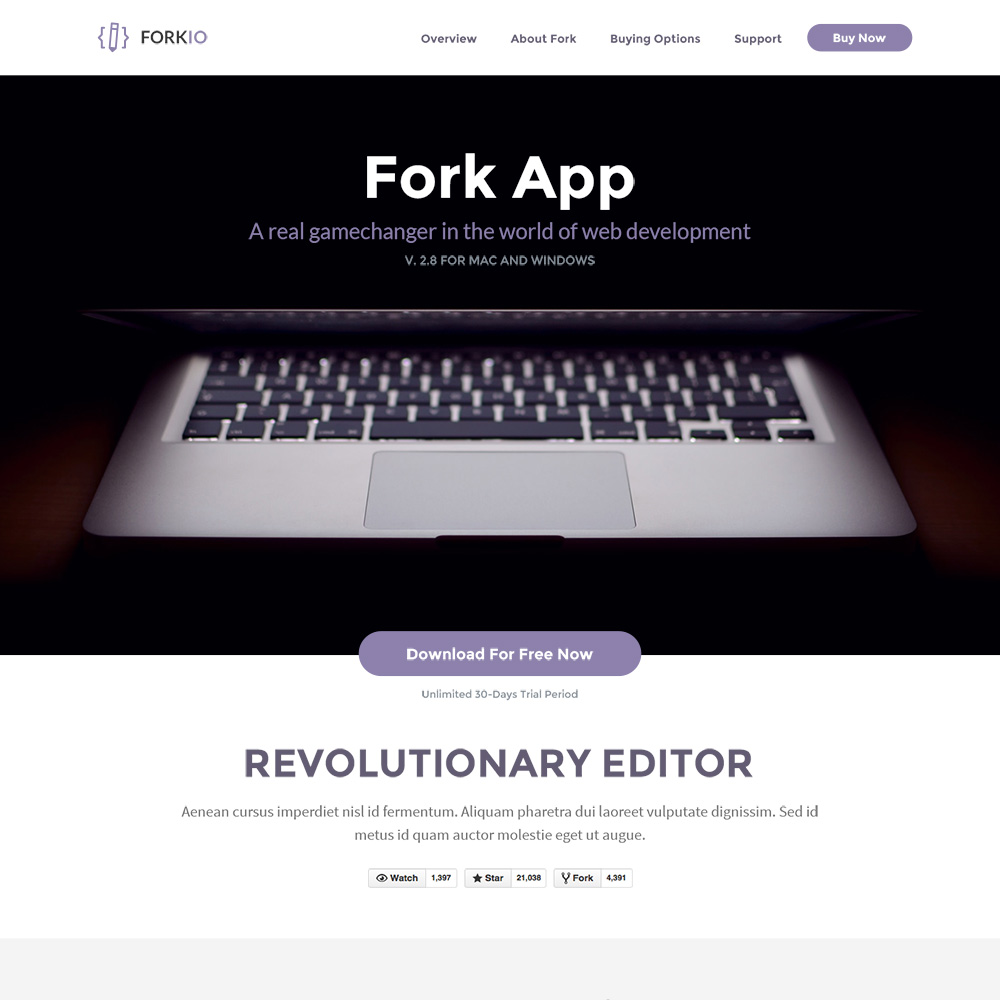 FORKIO
Overview About Fork Buying Options Support Buy Now
Fork App
A real gamechanger in the world of web development
V. 2.8 FOR MAC AND WINDOWS
Download For Free Now
Unlimited 30-Days Trial Period
REVOLUTIONARY EDITOR
Aenean cursus imperdiet nisl id fermentum. Aliquam pharetra dui laoreet vulputate dignissim. Sed id
metus id quam auctor molestie eget ut augue.
Watch 1,397 Star 21,038 Fork 4,391